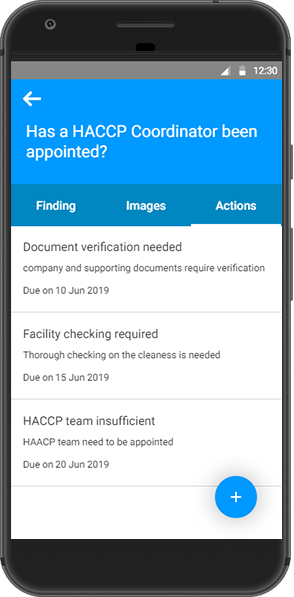 12:30
Has a HACCP Coordinator been
appointed?
Finding Images Actions
Document verification needed
company and supporting documents require verification
Due on 10 Jun 2019
Facility checking required
Thorough checking on the cleaness is needed
Due on 15 Jun 2019
HACCP team insufficient
HAACP team need to be appointed
Due on 20 Jun 2019
+